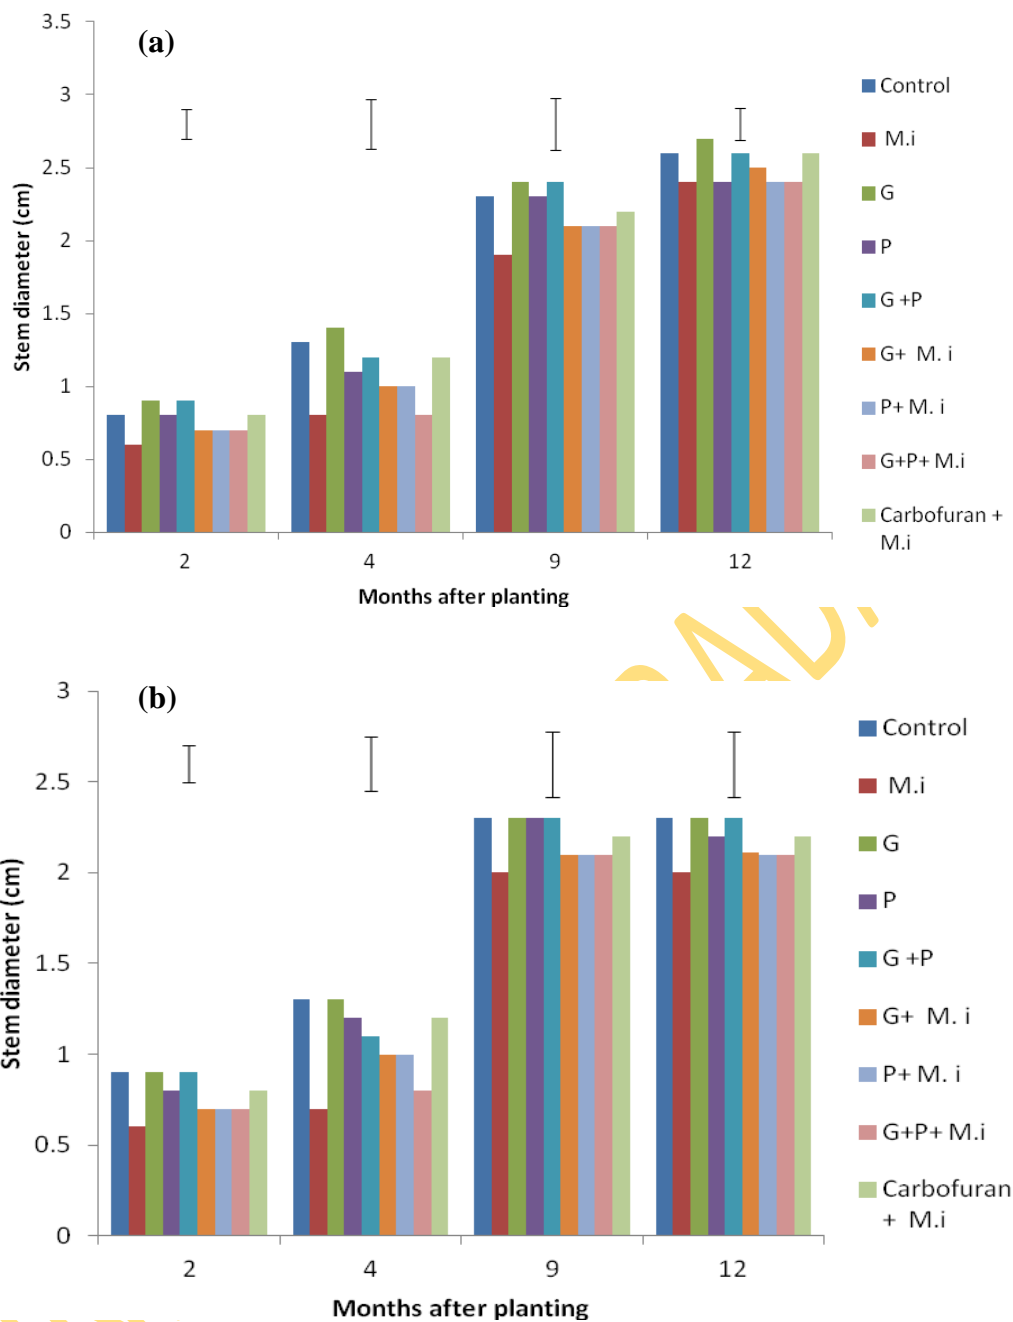 (a)
3.5
3
2.5
2
1.5
1
0.5
0
Stem diameter (cm)
2 4 9 12
Months after planting
Control
M.i
G
P
G +P
G+ M. i
P+ M. i
G+P+ M.i
Carbofuran +
M.i
(b)
3
2.5
2
1.5
1
0.5
0
Stem diameter (cm)
2 4 9 12
Months after planting
Control
M.i
G
P
G +P
G+ M. i
P+ M. i
G+P+ M.i
Carbofuran
+ M.i